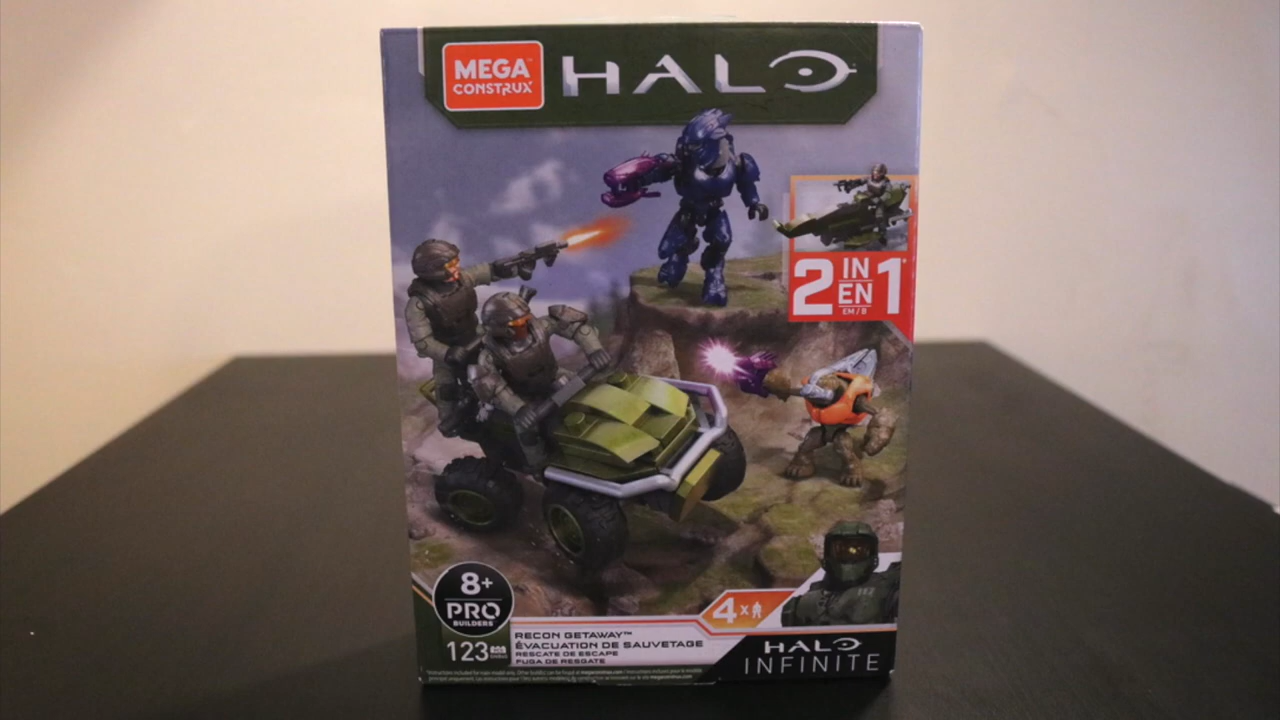 MEGA
CONSTRUX
HALO
2 IN 1
EN
EM / B
8+
PRO
BUILDERS
4x
RECON GETAWAY™
ÉVACUATION DE SAUVETAGE
RESCATE DE ESCAPE
FUGA DE RESGATE
123
HALO
INFINITE